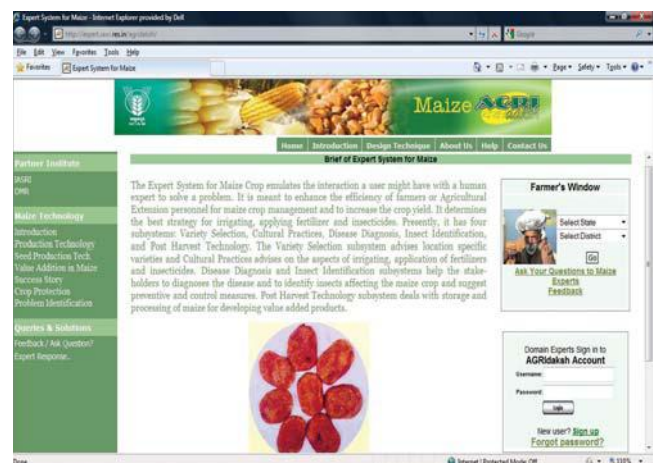 Expert System for Maize - Internet Explorer provided by Dell
Google
File Edit View Favorites Tools Help
Favorites Expert System for Maize
Page Safety Tools
Maize AGRI
Home Introduction Design Technique About Us Help Contact Us
Brief of Expert System for Maize
Partner Institute
IASRI
DMR
Maize Technology
Introduction
Production Technology
Seed Production Tech.
Value Addition in Maize
Success Story
Crop Protection
Problem Identification
Queries & Solutions
Feedback / Ask Question?
Expert Response..
The Expert System for Maize Crop emulates the interaction a user might have with a human
expert to solve a problem. It is meant to enhance the efficiency of farmers or Agricultural
Extension personnel for maize crop management and to increase the crop yield. It determines
the best strategy for irrigating, applying fertilizer and insecticides. Presently, it has four
subsystems: Variety Selection, Cultural Practices, Disease Diagnosis, Insect Identification,
and Post Harvest Technology. The Variety Selection subsystem advises location specific
varieties and Cultural Practices advises on the aspects of irrigating, application of fertilizers
and insecticides. Disease Diagnosis and Insect Identification subsystems help the stake-
holders to diagnoses the disease and to identify insects affecting the maize crop and suggest
preventive and control measures. Post Harvest Technology subsystem deals with storage and
processing of maize for developing value added products.
Farmer's Window
Select State
Select District
Go
Ask Your Questions to Maize
Experts
Feedback
Domain Experts Sign in to
AGRIdaksh Account
Username:
Password:
Login
New user? Sign up
Forgot password?
Done
Internet | Protected Mode: Off